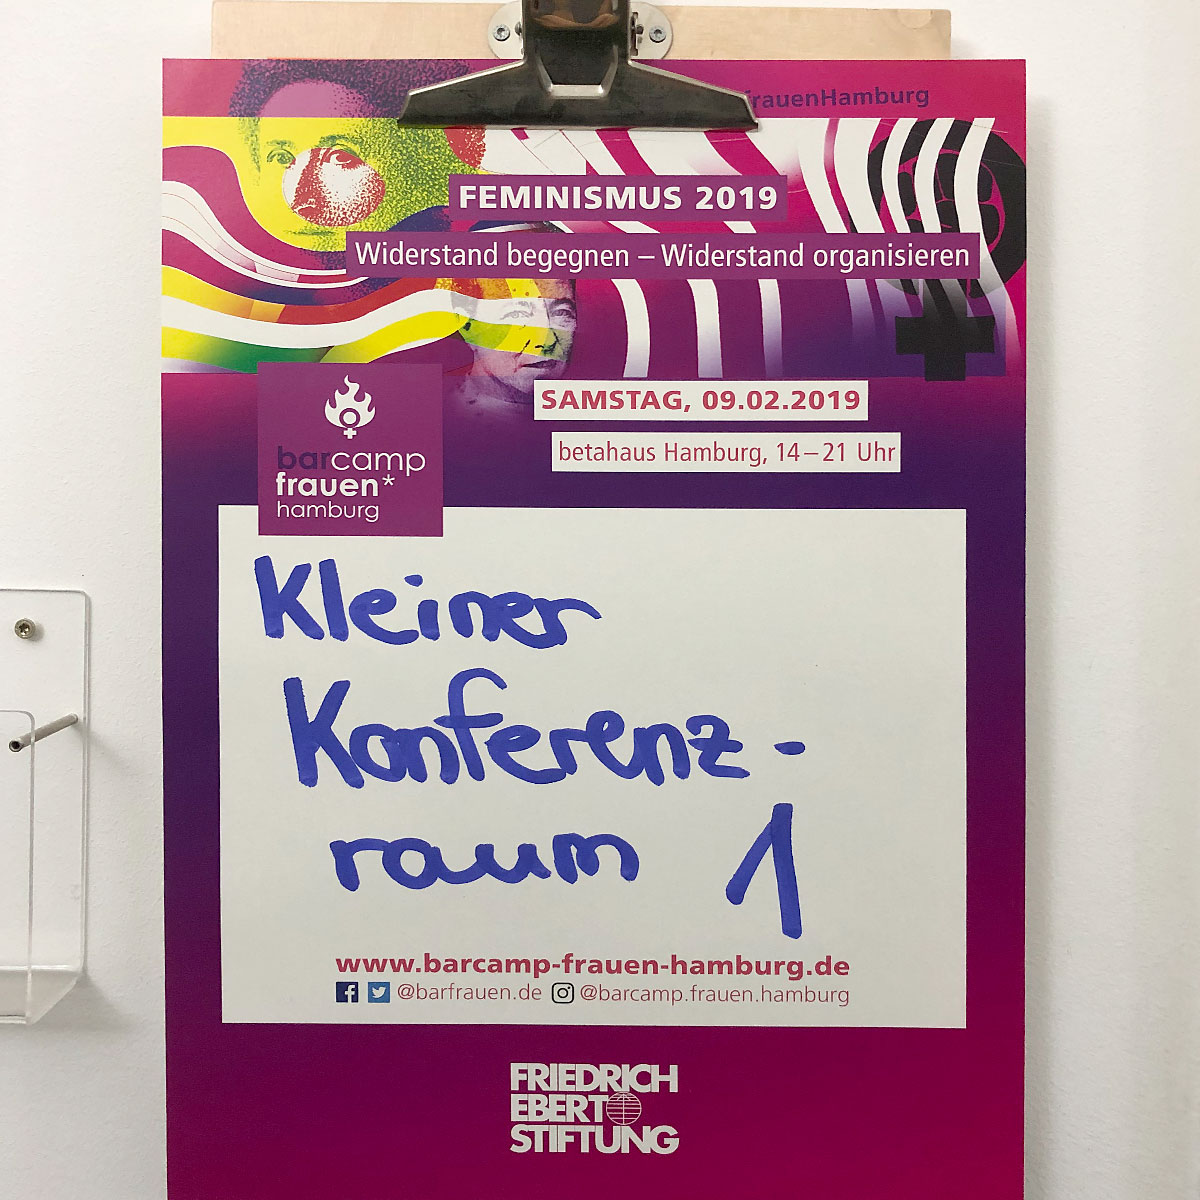 frauenHamburg
FEMINISMUS 2019
Widerstand begegnen – Widerstand organisieren
SAMSTAG, 09.02.2019
betahaus Hamburg, 14–21 Uhr
barcamp
frauen*
hamburg
Kleiner
Konferenz-
raum 1
www.barcamp-frauen-hamburg.de
@barfrauen.de @barcamp.frauen.hamburg
FRIEDRICH
EBERT
STIFTUNG